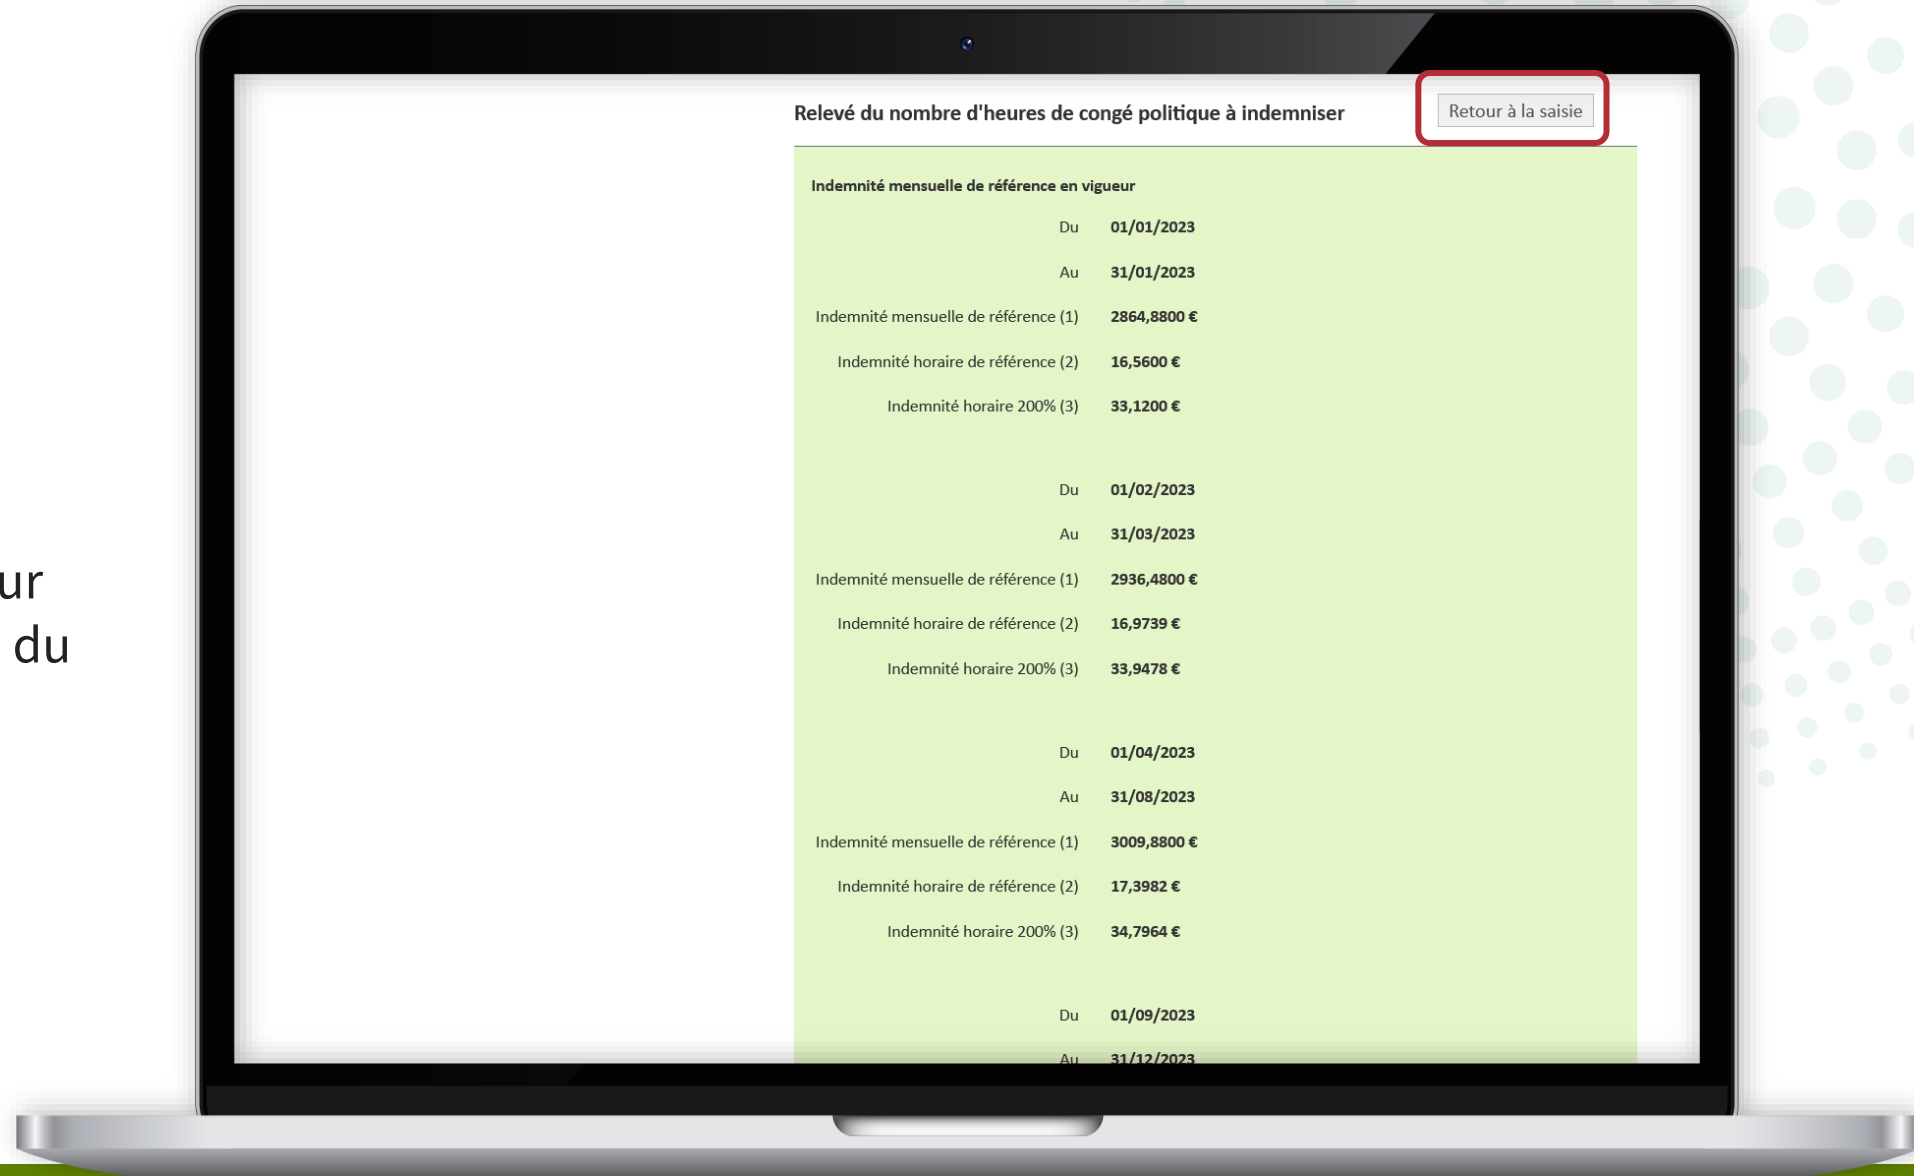 Relevé du nombre d'heures de congé politique à indemniser
Retour à la saisie
Indemnité mensuelle de référence en vigueur
Du 01/01/2023
Au 31/01/2023
Indemnité mensuelle de référence (1) 2864,8800 €
Indemnité horaire de référence (2) 16,5600 €
Indemnité horaire 200% (3) 33,1200 €
Du 01/02/2023
Au 31/03/2023
Indemnité mensuelle de référence (1) 2936,4800 €
Indemnité horaire de référence (2) 16,9739 €
Indemnité horaire 200% (3) 33,9478 €
Du 01/04/2023
Au 31/08/2023
Indemnité mensuelle de référence (1) 3009,8800 €
Indemnité horaire de référence (2) 17,3982 €
Indemnité horaire 200% (3) 34,7964 €
Du 01/09/2023
Au 31/12/2023
ur
du